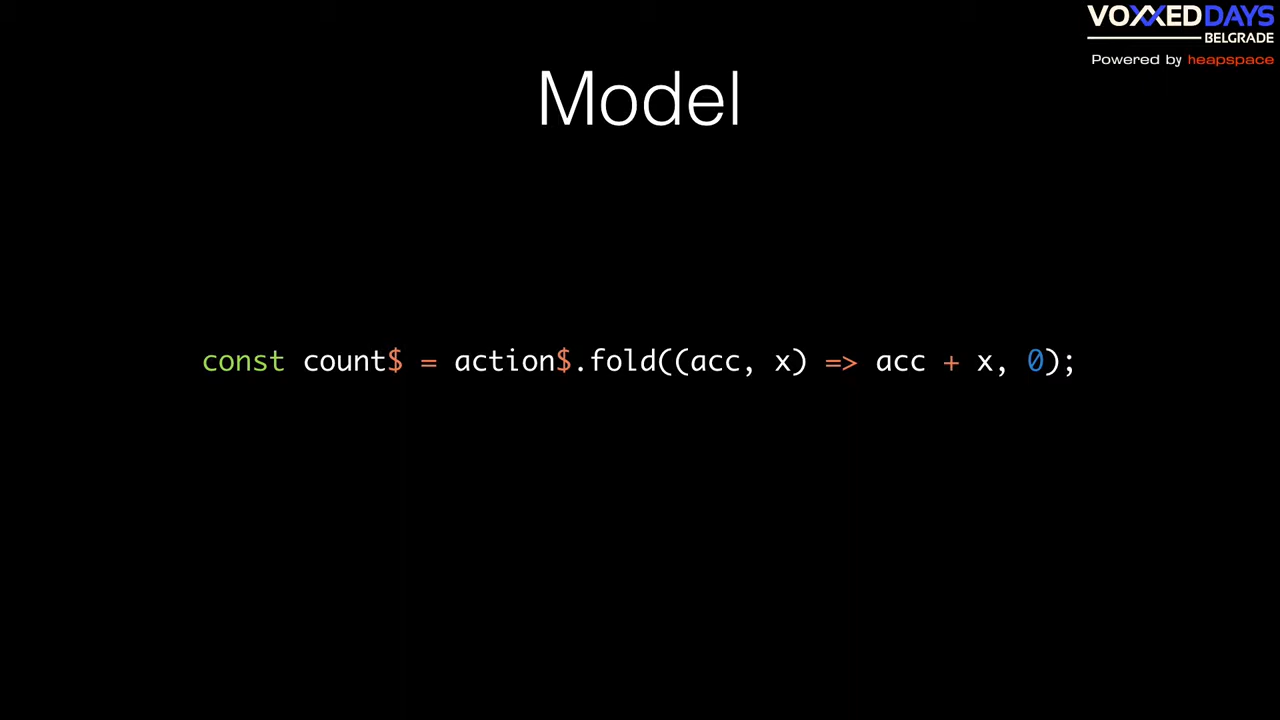 VOXXEDDAYS
BELGRADE
Powered by heapspace
Model
const count$ = action$.fold((acc, x) => acc + x, 0);